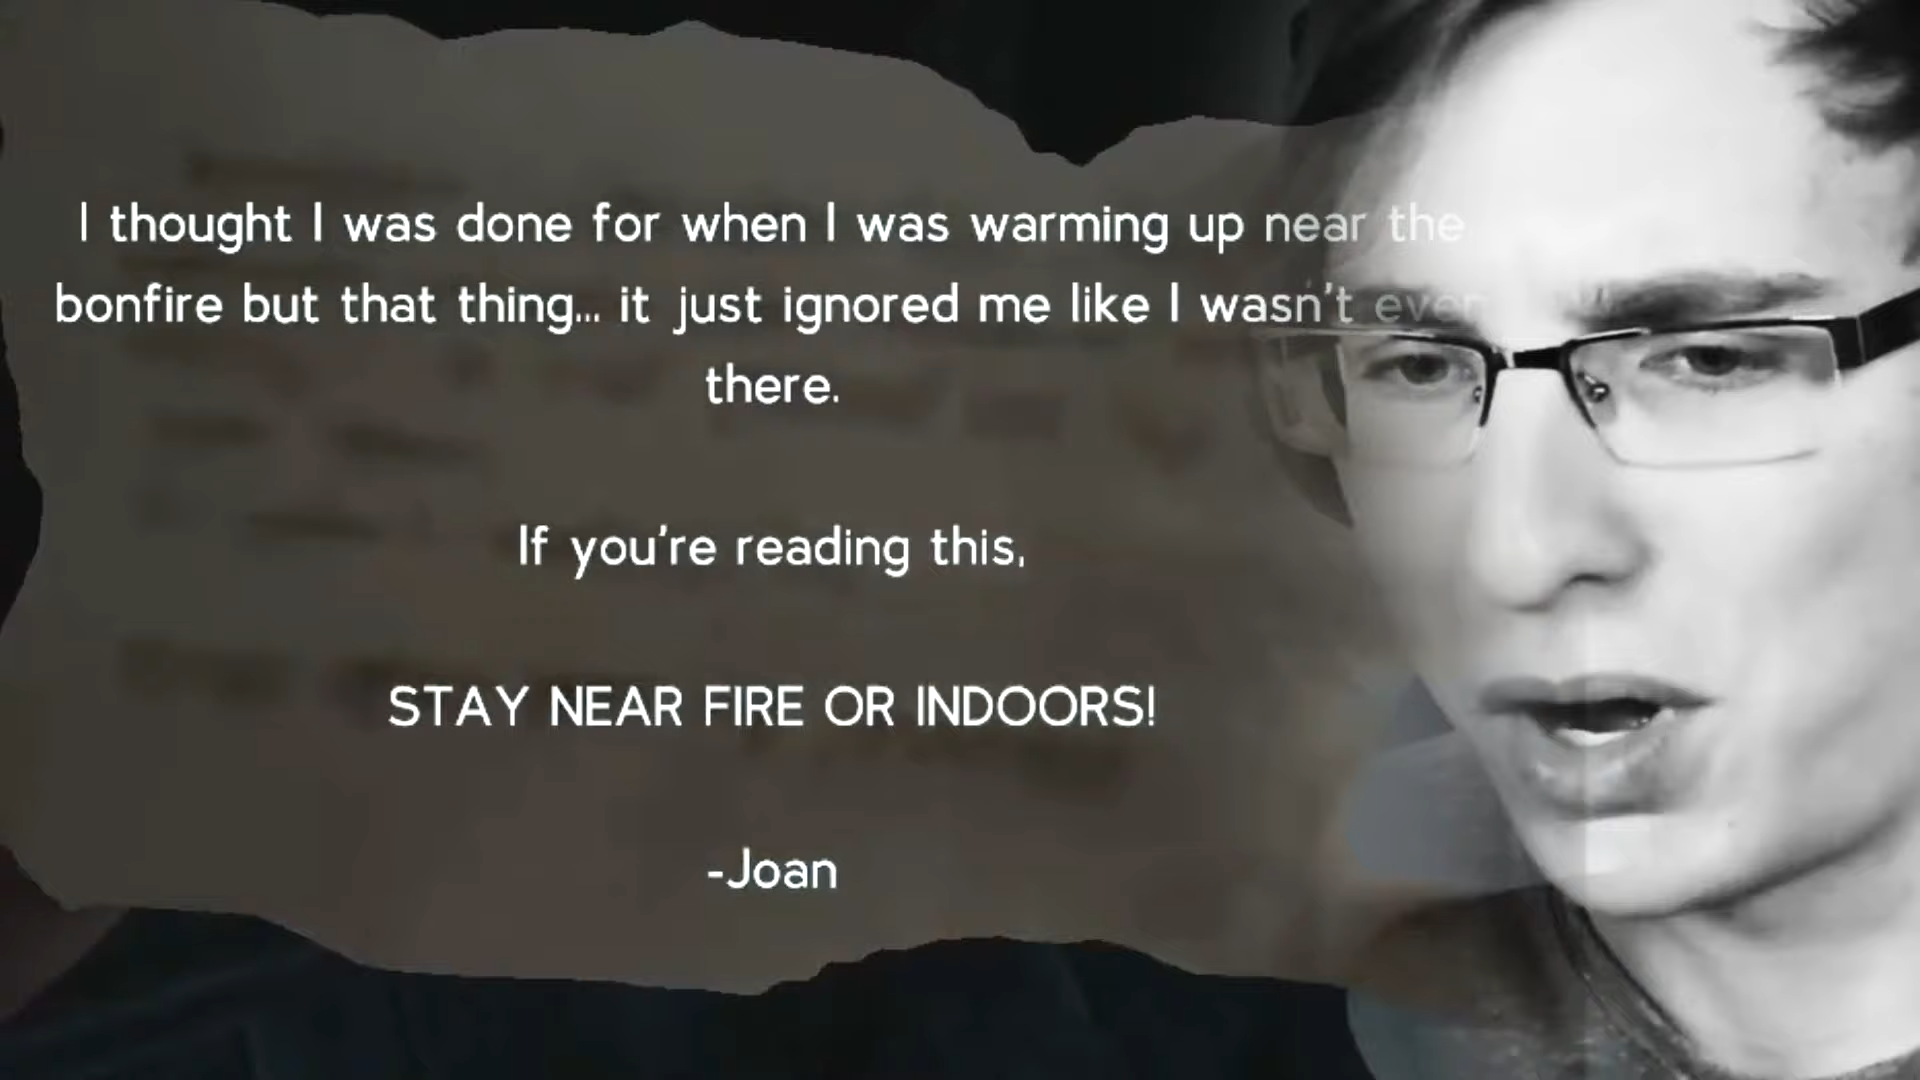 I thought I was done for when I was warming up near the
bonfire but that thing... it just ignored me like I wasn't even
there.
If you're reading this,
STAY NEAR FIRE OR INDOORS!
-Joan